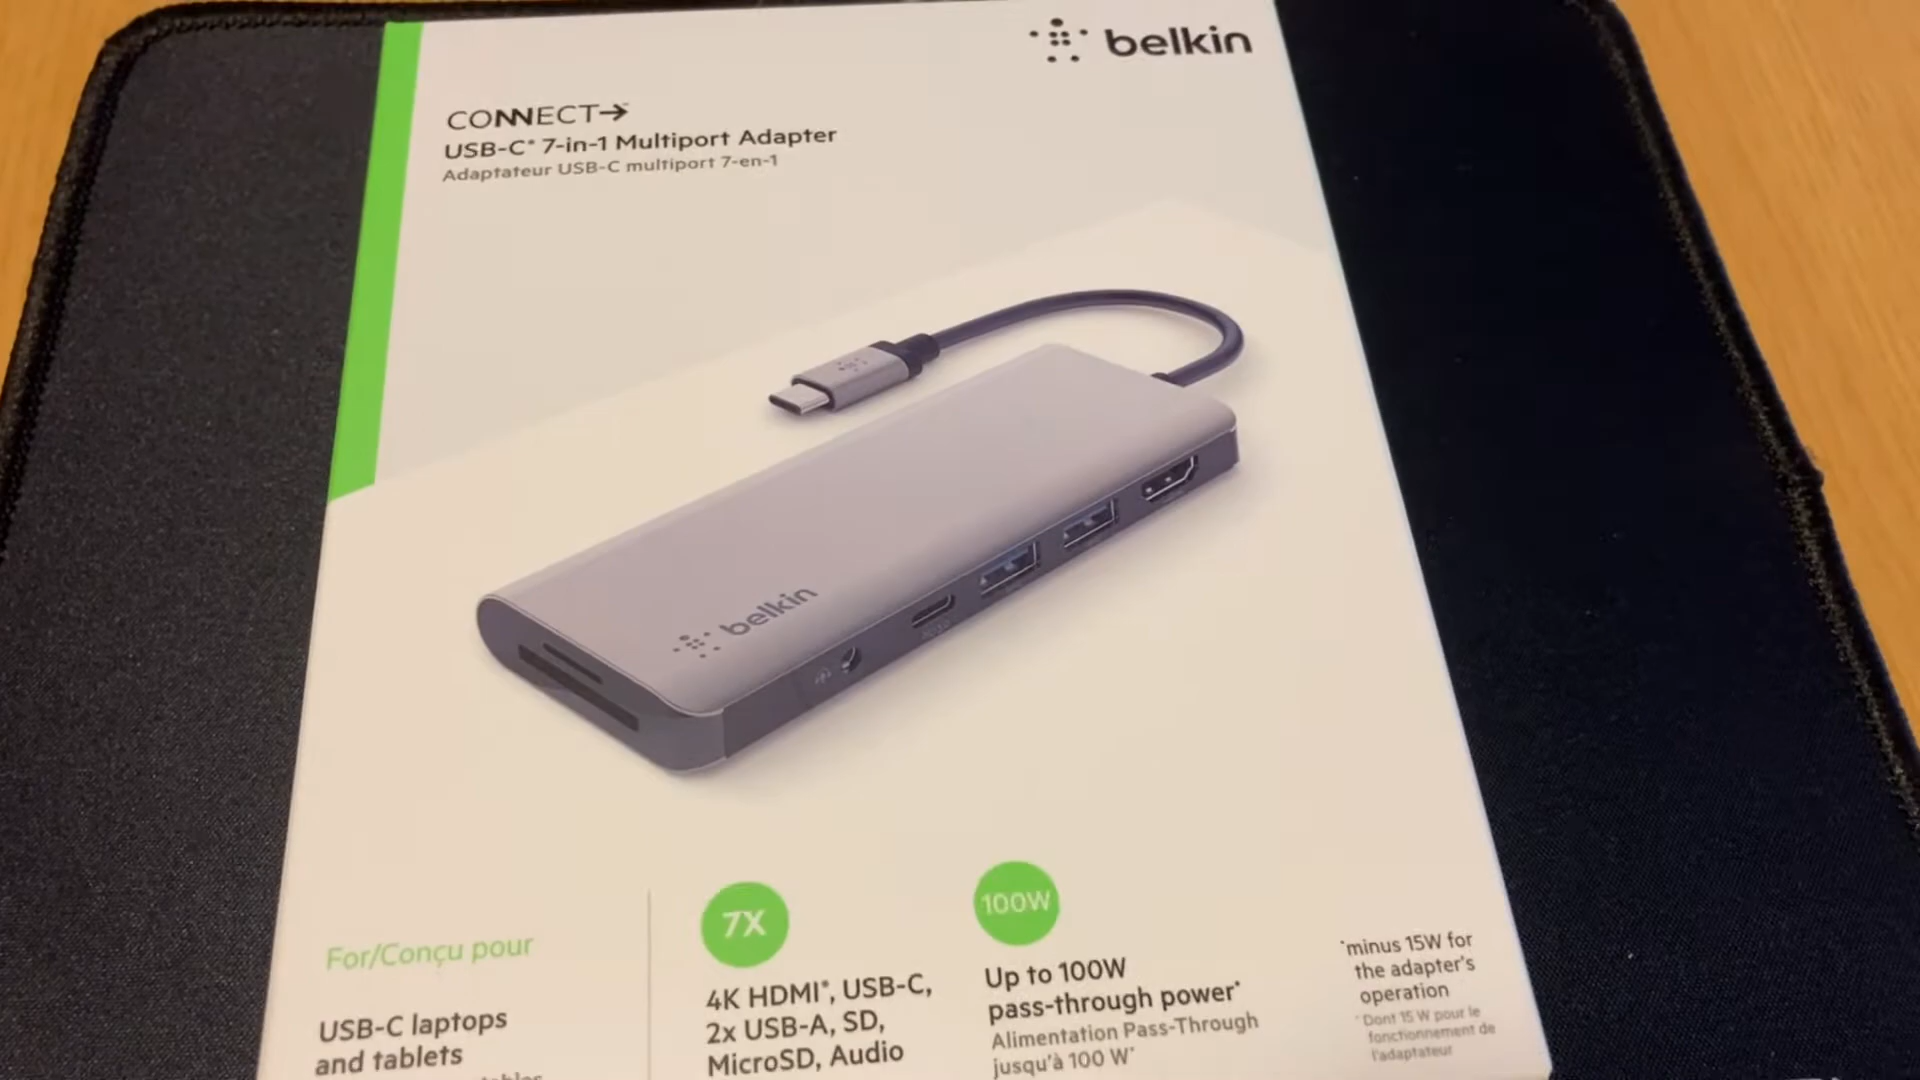 belkin
CONNECT→
USB-C* 7-in-1 Multiport Adapter
Adaptateur USB-C multiport 7-en-1
belkin
7X
100W
For/Conçu pour
USB-C laptops
and tablets
4K HDMI*, USB-C,
2x USB-A, SD,
MicroSD, Audio
Up to 100W
pass-through power*
Alimentation Pass-Through
jusqu'à 100 W*
*minus 15W for
the adapter's
operation
*Dont 15 W pour le
fonctionnement de
l'adaptateur